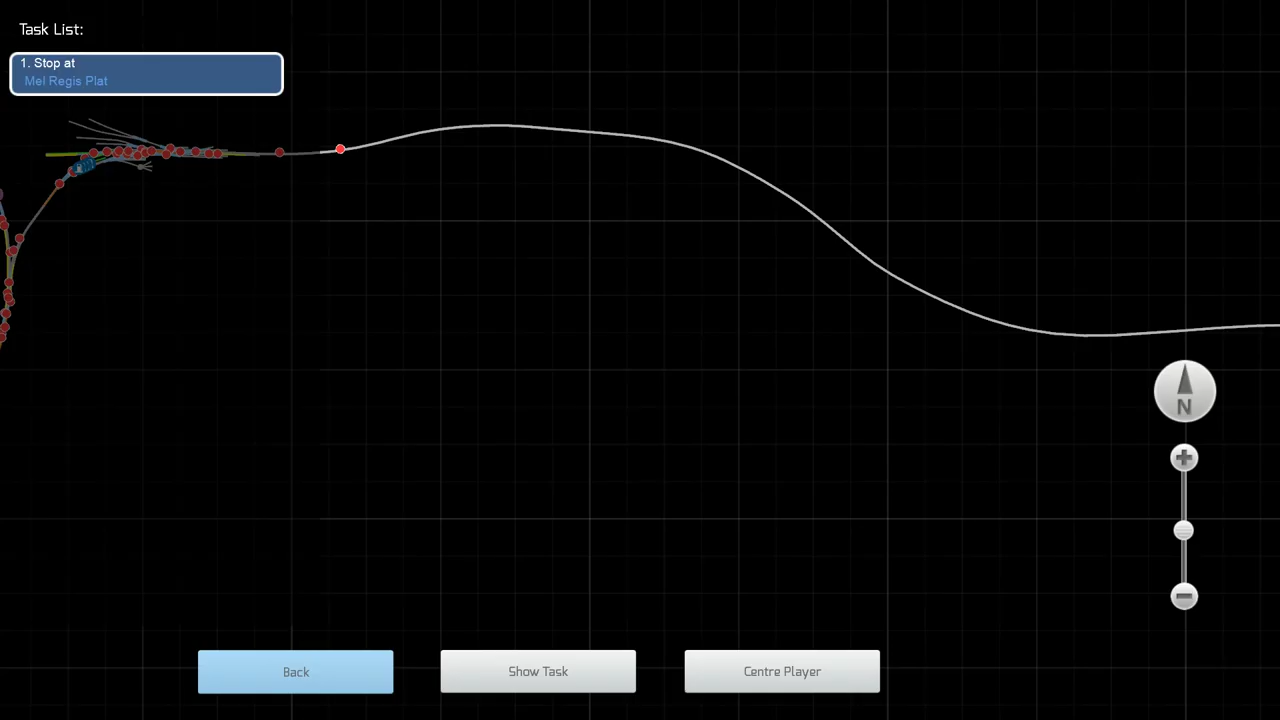 Task List:
1. Stop at
Mel Regis Plat
N
Back
Show Task
Centre Player